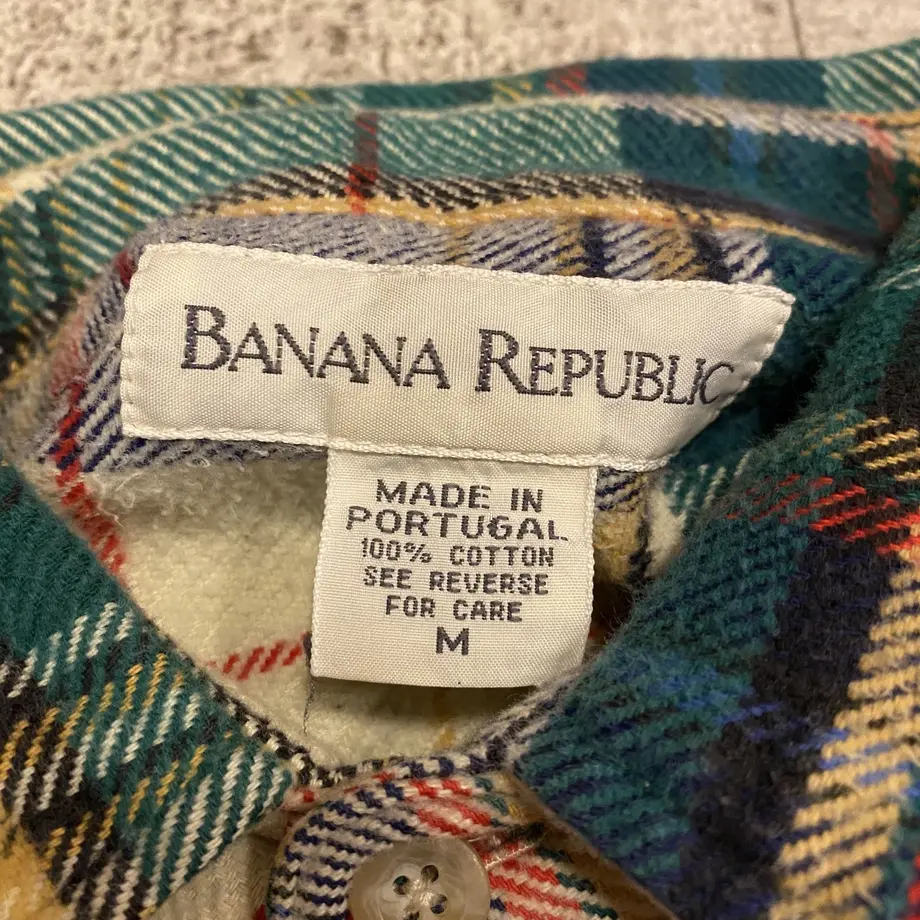 BANANA REPUBLIC
MADE IN
PORTUGAL
100% COTTON
SEE REVERSE
FOR CARE
M